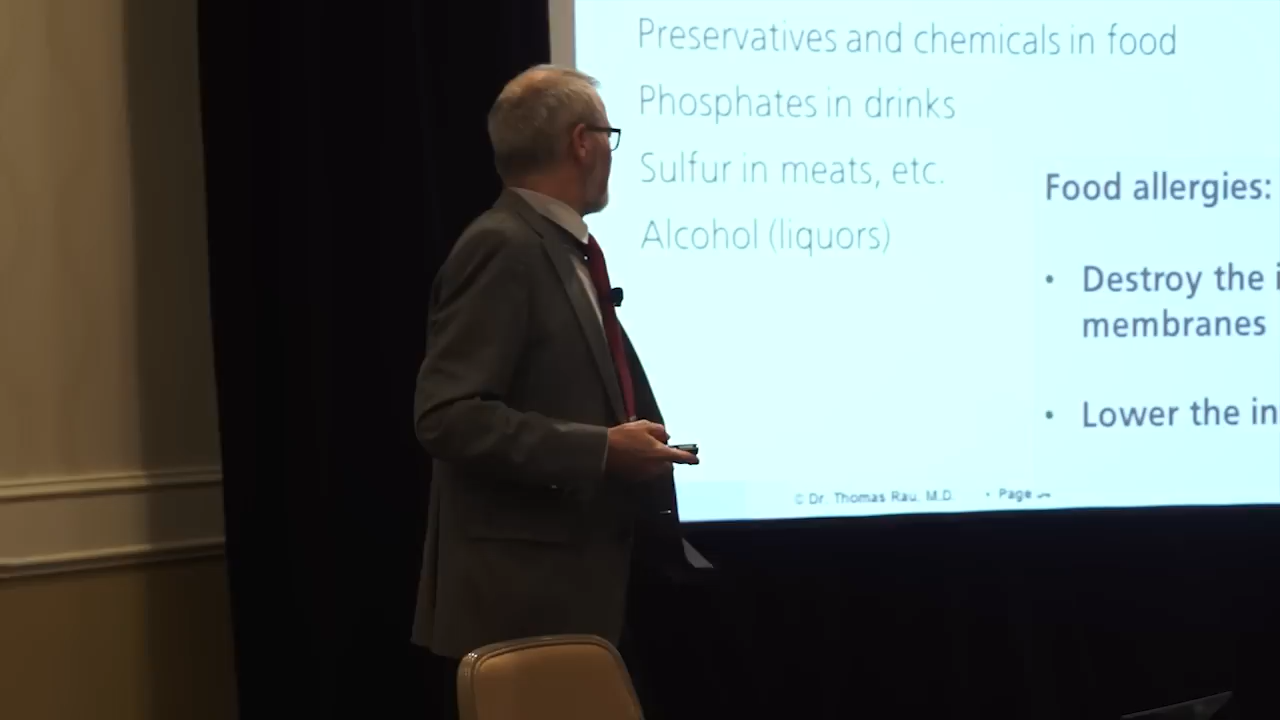 Preservatives and chemicals in food
Phosphates in drinks
Sulfur in meats, etc.
Alcohol (liquors)
Food allergies:
• Destroy the
membranes
• Lower the
© Dr. Thomas Rau, M.D. • Page